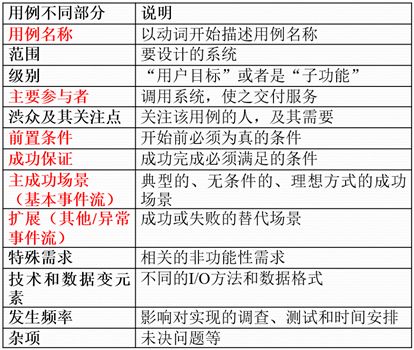 用例不同部分 说明
用例名称 以动词开始描述用例名称
范围 要设计的系统
级别 “用户目标”或者是“子功能”
主要参与者 调用系统，使之交付服务
涉众及其关注点 关注该用例的人，及其需要
前置条件 开始前必须为真的条件
成功保证 成功完成必须满足的条件
主成功场景 典型的、无条件的、理想方式的成功
（基本事件流） 场景
扩展（其他/异常 成功或失败的替代场景
事件流）
特殊需求 相关的非功能性需求
技术和数据变元 不同的I/O方法和数据格式
素
发生频率 影响对实现的调查、测试和时间安排
杂项 未决问题等